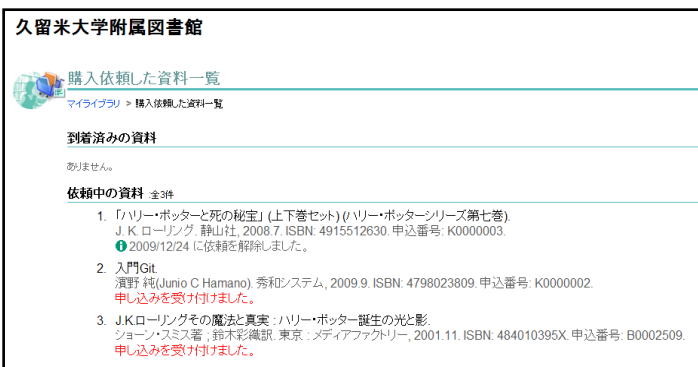 久留米大学附属図書館
購入依頼した資料一覧
マイライブラリ > 購入依頼した資料一覧
到着済みの資料
ありません。
依頼中の資料 :全3件
1. 「ハリー・ポッターと死の秘宝」 (上下巻セット) (ハリー・ポッターシリーズ第七巻).
J. K. ローリング. 静山社, 2008.7. ISBN: 4915512630. 申込番号: K0000003.
2009/12/24 に依頼を解除しました。
2. 入門Git.
濱野 純(Junio C Hamano). 秀和システム, 2009.9. ISBN: 4798023809. 申込番号: K0000002.
申し込みを受け付けました。
3. J.K.ローリングその魔法と真実 : ハリー・ポッター誕生の光と影.
ショーン・スミス著 ; 鈴木彩織訳. 東京 : メディアファクトリー, 2001.11. ISBN: 484010395X. 申込番号: B0002509.
申し込みを受け付けました。